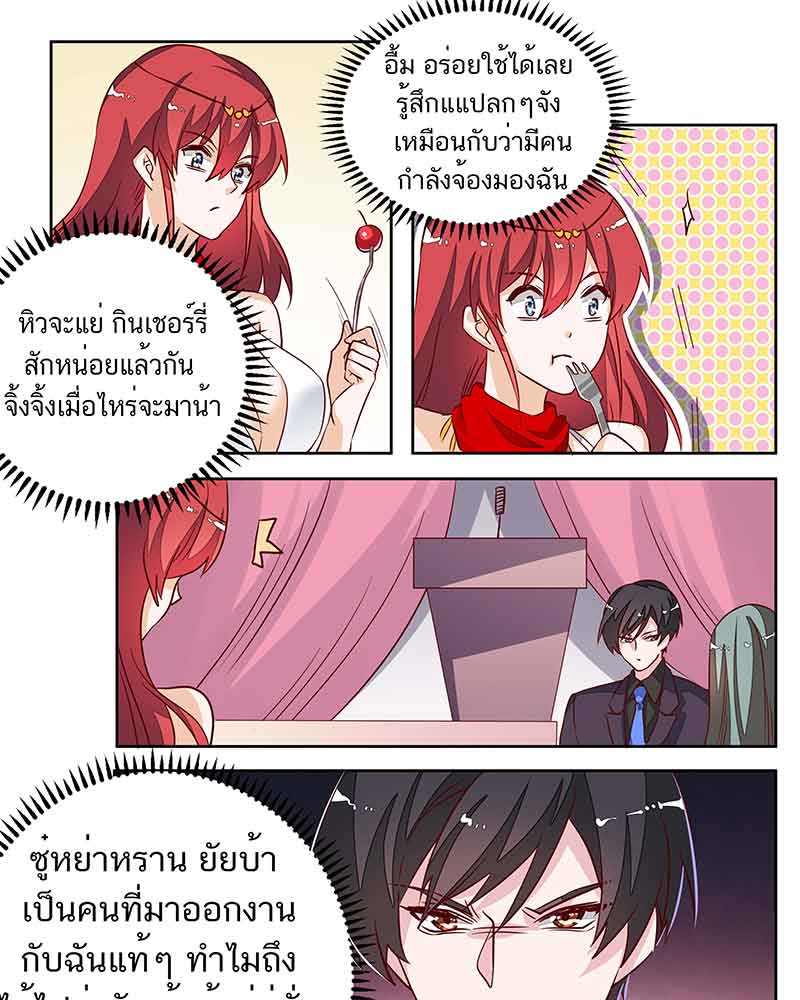 หิวจะแย่ กินเชอร์รี่
สักหน่อยแล้วกัน
จิ้งจิ้งเมื่อไหร่จะมาน้า
อื้ม อร่อยใช้ได้เลย
รู้สึกแแปลกๆจัง
เหมือนกับว่ามีคน
กำลังจ้องมองฉัน
ซู่หย่าหราน ยัยบ้า
เป็นคนที่มาออกงาน
กับฉันแท้ๆ ทำไมถึง